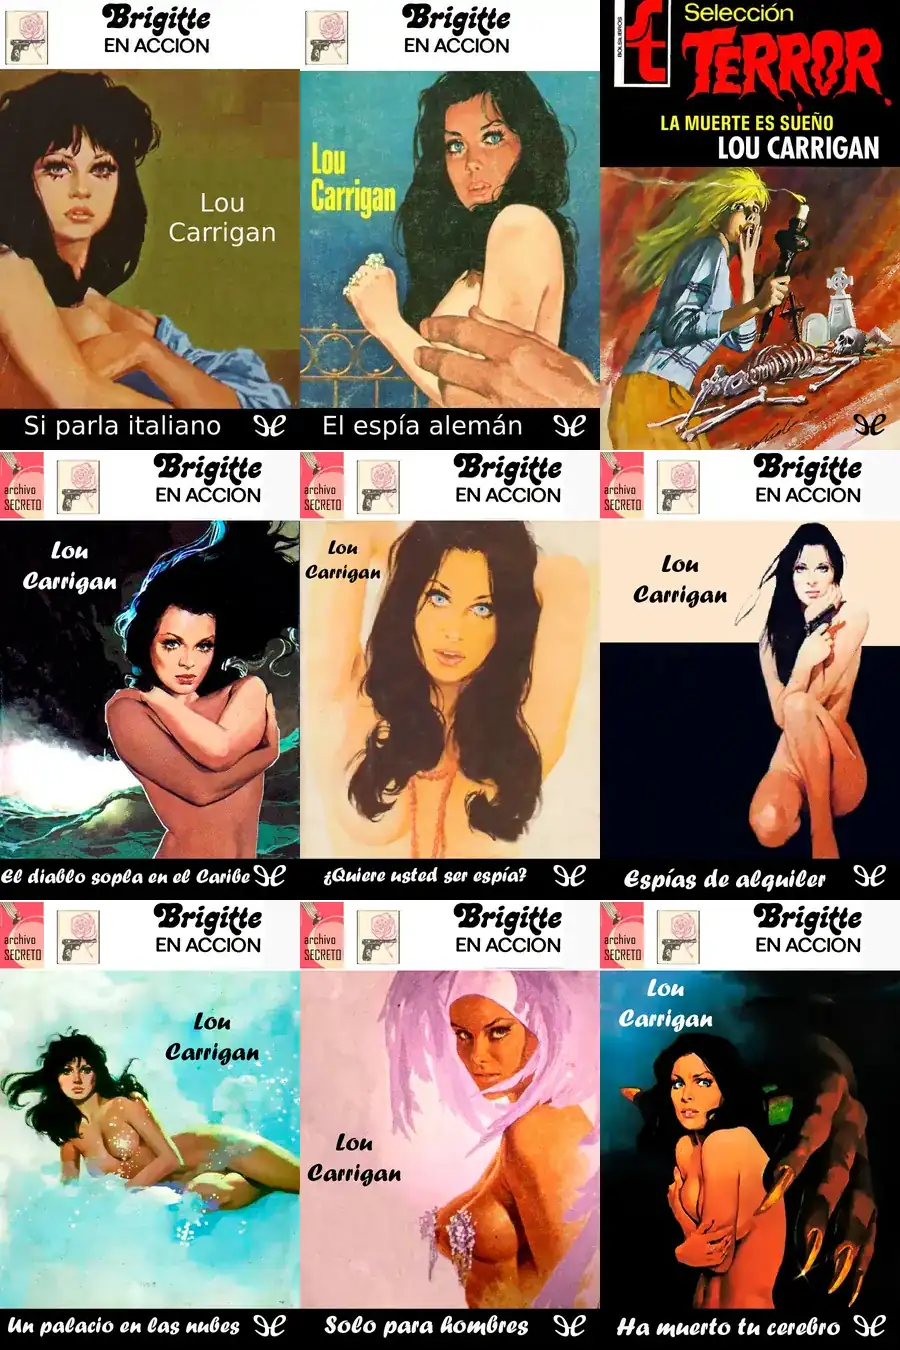 Brigitte
EN ACCIÓN
Lou
Carrigan
Si parla italiano
Brigitte
EN ACCIÓN
Lou
Carrigan
El espía alemán
BOLSILIBROS
Selección
TERROR
LA MUERTE ES SUEÑO
LOU CARRIGAN
archivo
SECRETO
Brigitte
EN ACCION
Lou
Carrigan
El diablo sopla en el Caribe
archivo
SECRETO
Brigitte
EN ACCION
Lou
Carrigan
¿Quiere usted ser espía?
archivo
SECRETO
Brigitte
EN ACCION
Lou
Carrigan
Espías de alquiler
archivo
SECRETO
Brigitte
EN ACCION
Lou
Carrigan
Un palacio en las nubes
archivo
SECRETO
Brigitte
EN ACCION
Lou
Carrigan
Solo para hombres
archivo
SECRETO
Brigitte
EN ACCION
Lou
Carrigan
Ha muerto tu cerebro